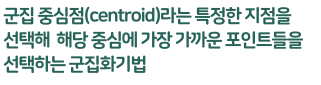 군집 중심점(centroid)라는 특정한 지점을
선택해 해당 중심에 가장 가까운 포인트들을
선택하는 군집화기법